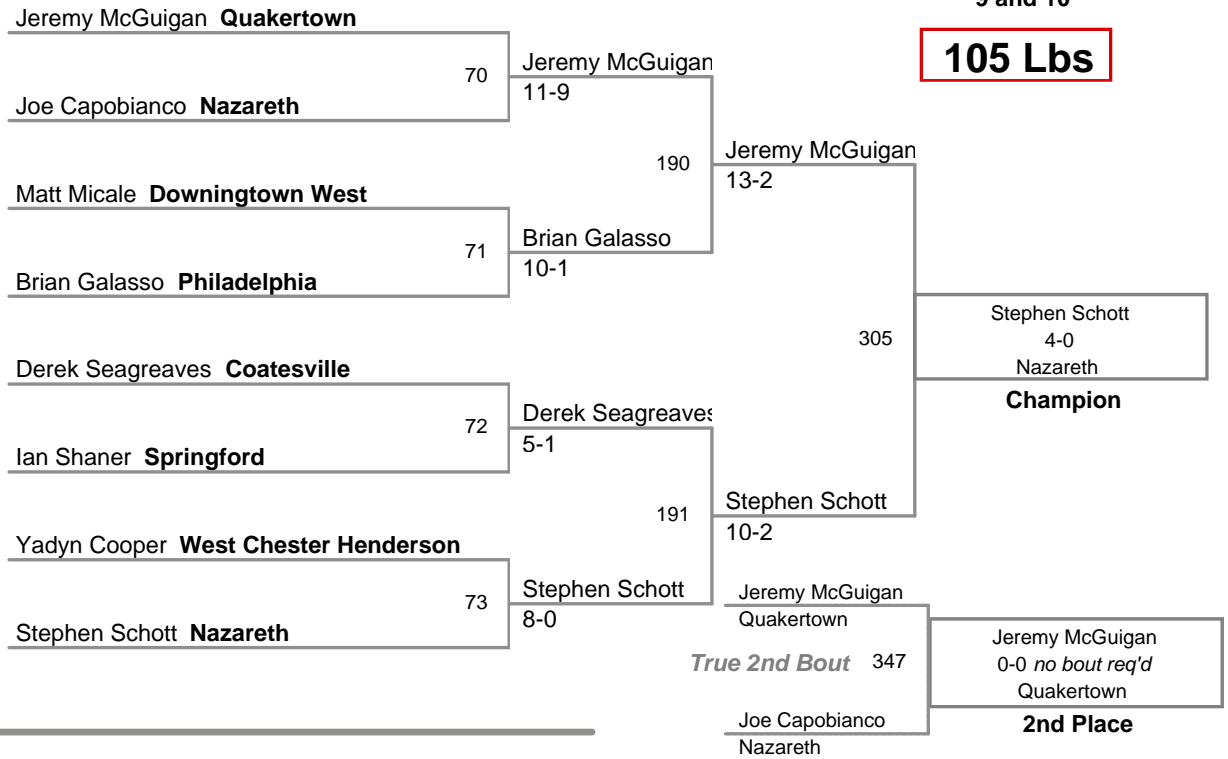 9 and 10
105 Lbs
Jeremy McGuigan Quakertown
70
Joe Capobianco Nazareth
Jeremy McGuigan
11-9
190
Matt Micale Downingtown West
71
Brian Galasso Philadelphia
Brian Galasso
10-1
Jeremy McGuigan
13-2
305
Derek Seagreaves Coatesville
72
Ian Shaner Springford
Derek Seagreaves
5-1
191
Yadyn Cooper West Chester Henderson
73
Stephen Schott Nazareth
Stephen Schott
8-0
Stephen Schott
10-2
Stephen Schott
4-0
Nazareth
Champion
Jeremy McGuigan
Quakertown
True 2nd Bout 347
Joe Capobianco
Nazareth
Jeremy McGuigan
0-0 no bout req'd
Quakertown
2nd Place